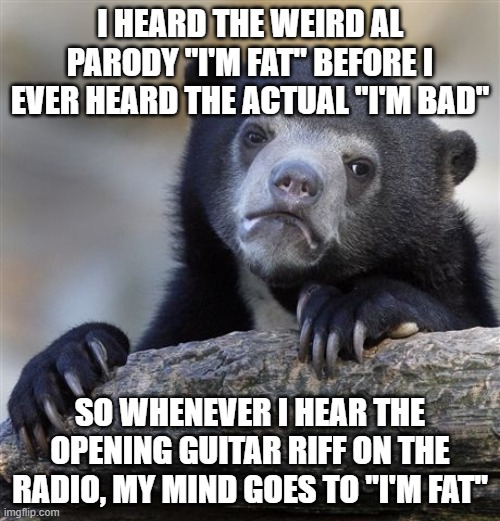 I HEARD THE WEIRD AL
PARODY "I'M FAT" BEFORE I
EVER HEARD THE ACTUAL "I'M BAD"
SO WHENEVER I HEAR THE
OPENING GUITAR RIFF ON THE
RADIO, MY MIND GOES TO "I'M FAT"
imgflip.com